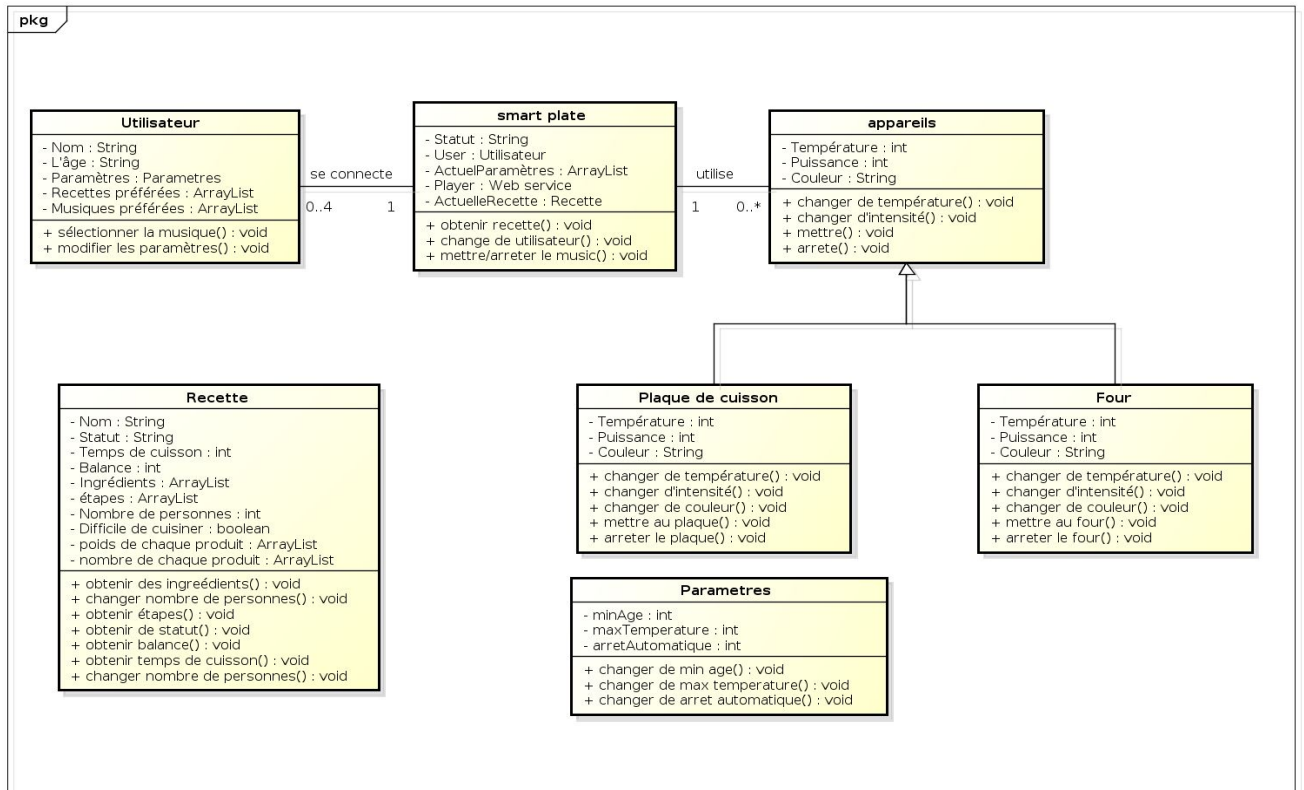 pkg
Utilisateur
- Nom : String
- L'âge : String
- Paramètres : Parametres
- Recettes préférées : ArrayList
- Musiques préférées : ArrayList
+ sélectionner la musique() : void
+ modifier les paramètres() : void
se connecte
0..4
1
smart plate
- Statut : String
- User : Utilisateur
- ActuelParamètres : ArrayList
- Player : Web service
- ActuelleRecette : Recette
+ obtenir recette() : void
+ change de utilisateur() : void
+ mettre/arreter le music() : void
utilise
1
0..*
appareils
- Température : int
- Puissance : int
- Couleur : String
+ changer de température() : void
+ changer d'intensité() : void
+ mettre() : void
+ arrete() : void
Recette
- Nom : String
- Statut : String
- Temps de cuisson : int
- Balance : int
- Ingrédients : ArrayList
- étapes : ArrayList
- Nombre de personnes : int
- Difficile de cuisiner : boolean
- poids de chaque produit : ArrayList
- nombre de chaque produit : ArrayList
+ obtenir des ingreédients() : void
+ changer nombre de personnes() : void
+ obtenir étapes() : void
+ obtenir de statut() : void
+ obtenir balance() : void
+ obtenir temps de cuisson() : void
+ changer nombre de personnes() : void
Plaque de cuisson
- Température : int
- Puissance : int
- Couleur : String
+ changer de température() : void
+ changer d'intensité() : void
+ changer de couleur() : void
+ mettre au plaque() : void
+ arreter le plaque() : void
Four
- Température : int
- Puissance : int
- Couleur : String
+ changer de température() : void
+ changer d'intensité() : void
+ changer de couleur() : void
+ mettre au four() : void
+ arreter le four() : void
Parametres
- minAge : int
- maxTemperature : int
- arretAutomatique : int
+ changer de min age() : void
+ changer de max temperature() : void
+ changer de arret automatique() : void